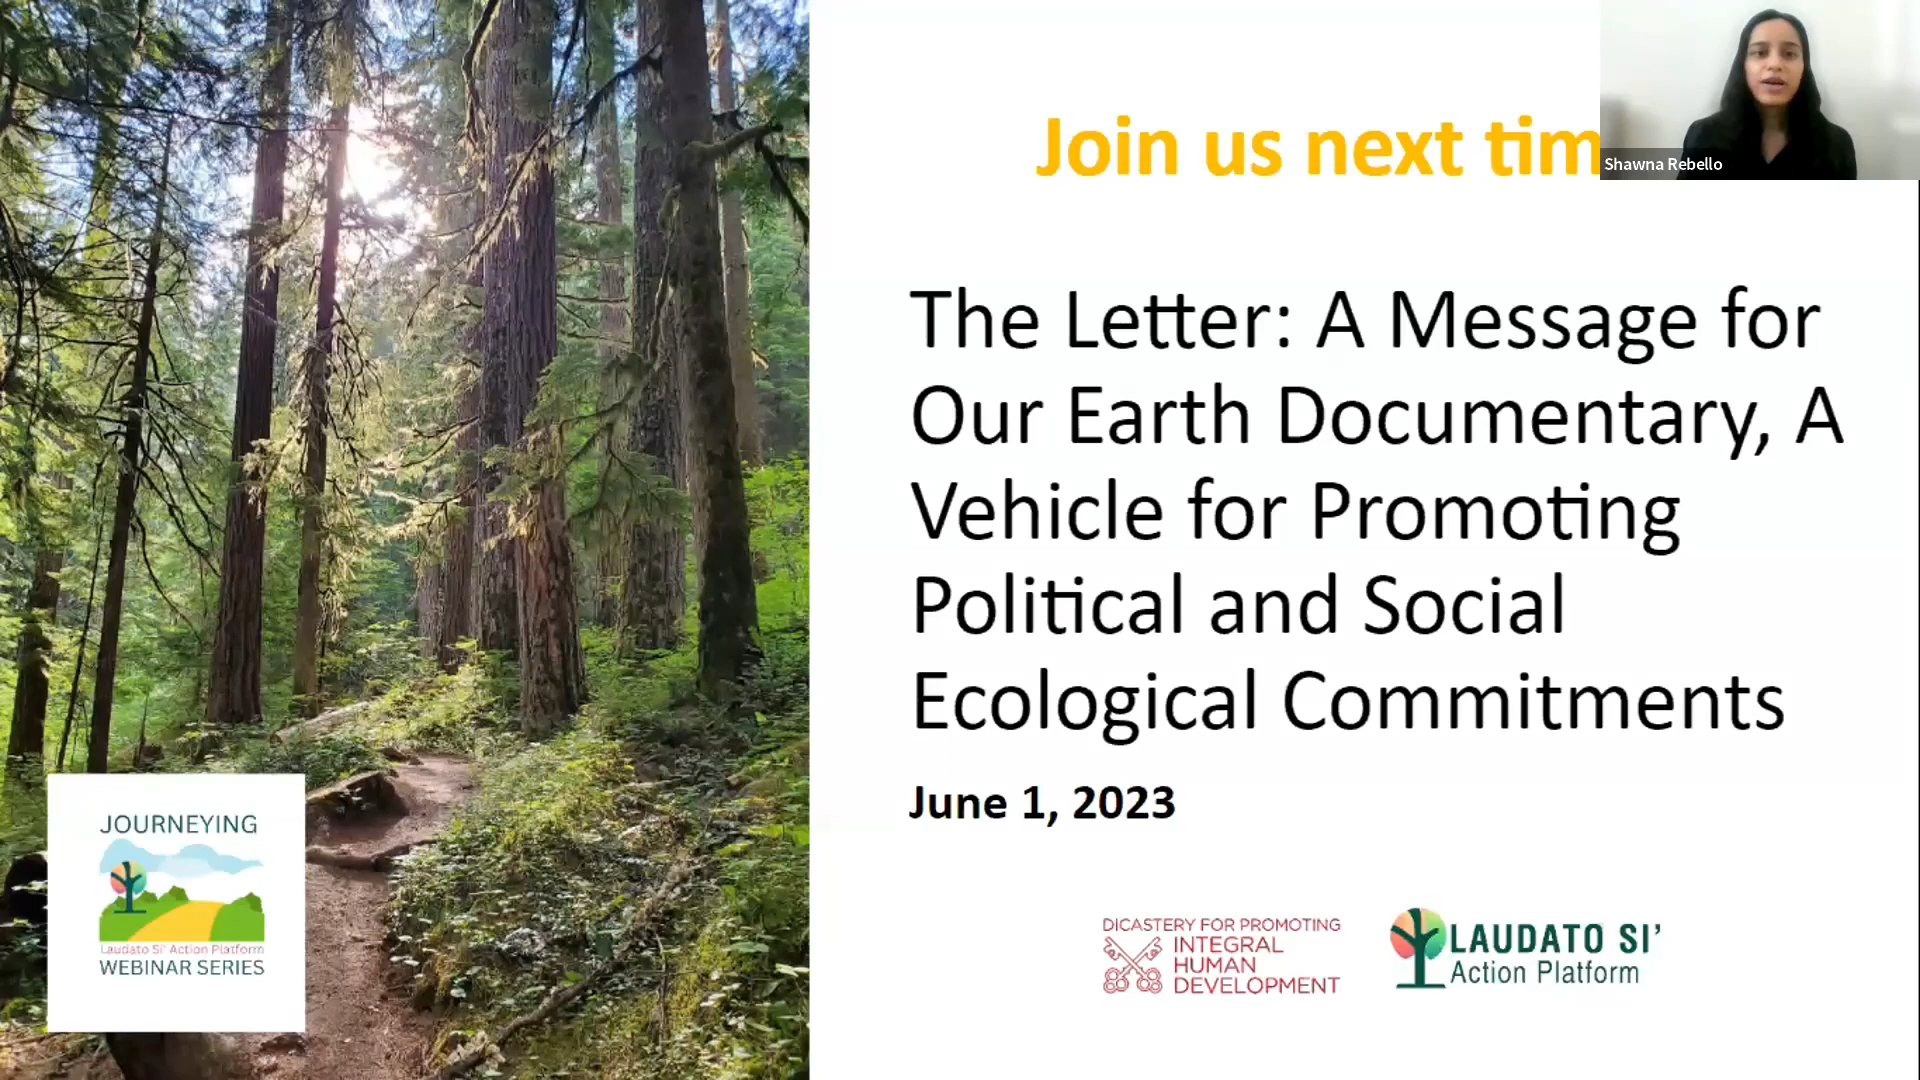 Join us next tim
Shawna Rebello
The Letter: A Message for
Our Earth Documentary, A
Vehicle for Promoting
Political and Social
Ecological Commitments
June 1, 2023
JOURNEYING
Laudato Si' Action Platform
WEBINAR SERIES
DICASTERY FOR PROMOTING
INTEGRAL
HUMAN
DEVELOPMENT
LAUDATO SI'
Action Platform